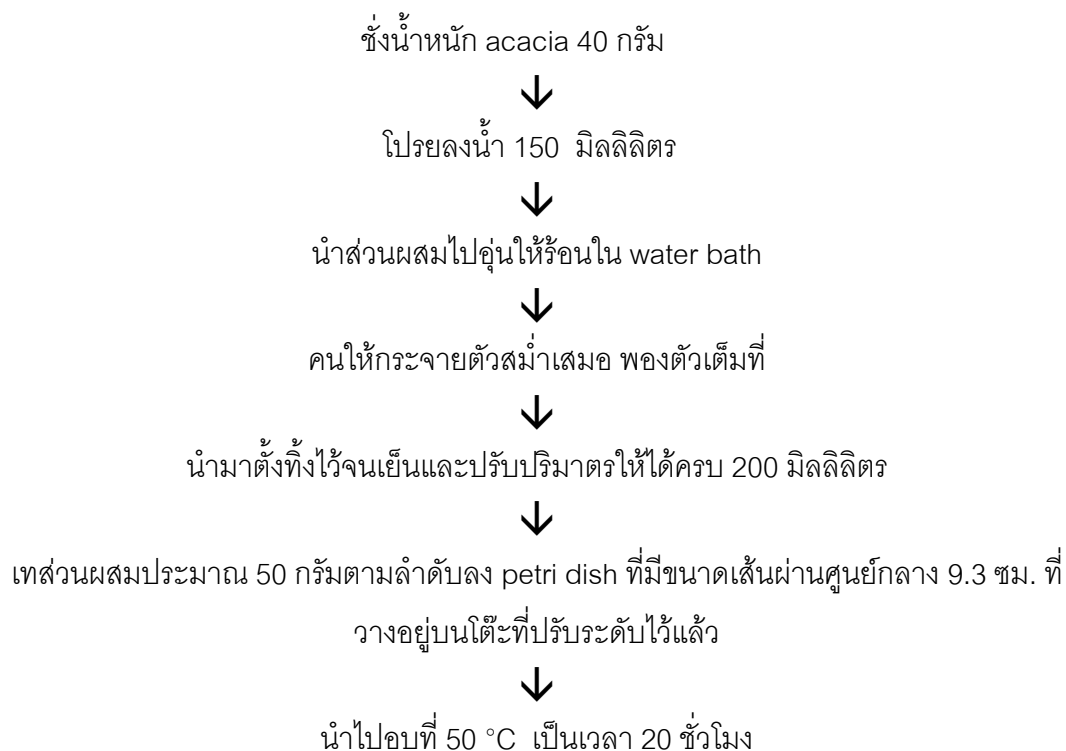 ชั่งน้ำหนัก acacia 40 กรัม
↓
โปรยลงน้ำ 150 มิลลิลิตร
↓
นำส่วนผสมไปอุ่นให้ร้อนใน water bath
↓
คนให้กระจายตัวสม่ำเสมอ พองตัวเต็มที่
↓
นำมาตั้งทิ้งไว้จนเย็นและปรับปริมาตรให้ได้ครบ 200 มิลลิลิตร
↓
เทส่วนผสมประมาณ 50 กรัมตามลำดับลง petri dish ที่มีขนาดเส้นผ่านศูนย์กลาง 9.3 ซม. ที่
วางอยู่บนโต๊ะที่ปรับระดับไว้แล้ว
↓
นำไปอบที่ 50 °C เป็นเวลา 20 ชั่วโมง